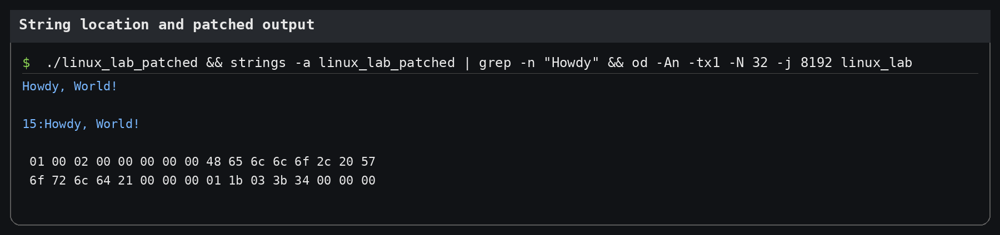 String location and patched output
$ ./linux_lab_patched && strings -a linux_lab_patched | grep -n "Howdy" && od -An -tx1 -N 32 -j 8192 linux_lab
Howdy, World!
15:Howdy, World!
01 00 02 00 00 00 00 00 48 65 6c 6c 6f 2c 20 57
6f 72 6c 64 21 00 00 00 01 1b 03 3b 34 00 00 00